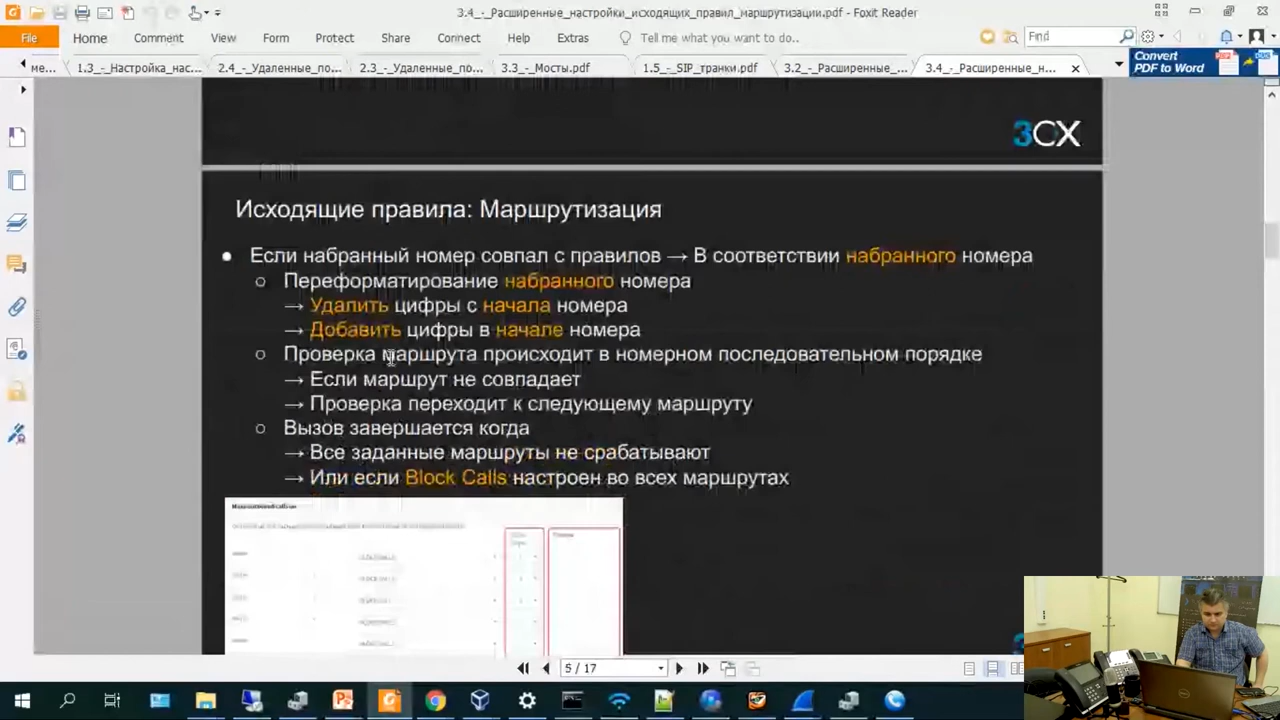 3.4_-_Расширенные_настройки_исходящих_правил_маршрутизации.pdf - Foxit Reader
File Home Comment View Form Protect Share Connect Help Extras Tell me what you want to do.. Find
ме... 1.3_-_Настройка_нас... 2.4_-_Удаленные_по... 2.3_-_Удаленные_по... 3.3_-_Мосты.pdf 1.5_-_SIP_транки.pdf 3.2_-_Расширенные_... 3.4_-_Расширенные_н...
Convert
PDF to Word
3CX
Исходящие правила: Маршрутизация
Если набранный номер совпал с правилов → В соответствии набранного номера
Переформатирование набранного номера
→ Удалить цифры с начала номера
→ Добавить цифры в начале номера
Проверка маршрута происходит в номерном последовательном порядке
→ Если маршрут не совпадает
→ Проверка переходит к следующему маршруту
Вызов завершается когда
→ Все заданные маршруты не срабатывают
→ Или если Block Calls настроен во всех маршрутах
5 / 17